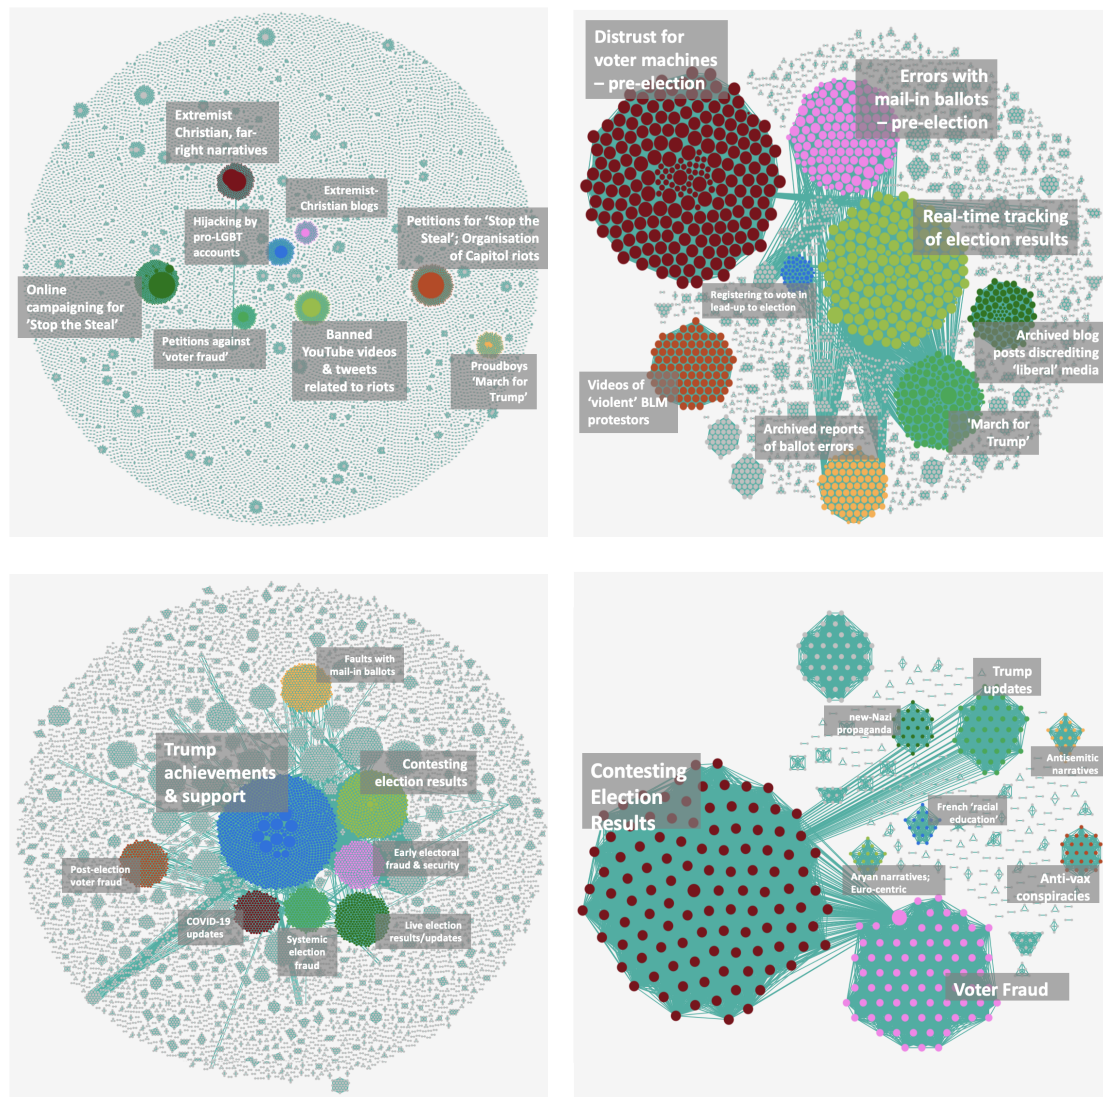 Extremist
Christian, far-
right narratives
Extremist-
Christian blogs
Hijacking by
pro-LGBT
accounts
Petitions for ‘Stop the
Steal’; Organisation
of Capitol riots
Online
campaigning for
’Stop the Steal’
Petitions against
‘voter fraud’
Banned
YouTube videos
& tweets
related to riots
Proudboys
‘March for
Trump’
Distrust for
voter machines
– pre-election
Errors with
mail-in ballots
– pre-election
Real-time tracking
of election results
Registering to vote in
lead-up to election
Archived blog
posts discrediting
‘liberal’ media
Videos of
‘violent’ BLM
protestors
Archived reports
of ballot errors
'March for
Trump’
Faults with
mail-in ballots
Trump
achievements
& support
Contesting
election results
Post-election
voter fraud
Early electoral
fraud & security
COVID-19
updates
Systemic
election
fraud
Live election
results/updates
Trump
updates
new-Nazi
propaganda
Antisemitic
narratives
Contesting
Election
Results
French ‘racial
education’
Aryan narratives;
Euro-centric
Anti-vax
conspiracies
Voter Fraud